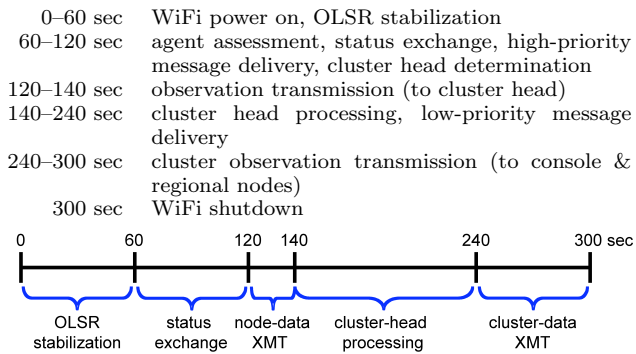 0–60 sec WiFi power on, OLSR stabilization
60–120 sec agent assessment, status exchange, high-priority
message delivery, cluster head determination
120–140 sec observation transmission (to cluster head)
140–240 sec cluster head processing, low-priority message
delivery
240–300 sec cluster observation transmission (to console &
regional nodes)
300 sec WiFi shutdown
0 60 120 140 240 300 sec
OLSR status node-data cluster-head cluster-data
stabilization exchange XMT processing XMT